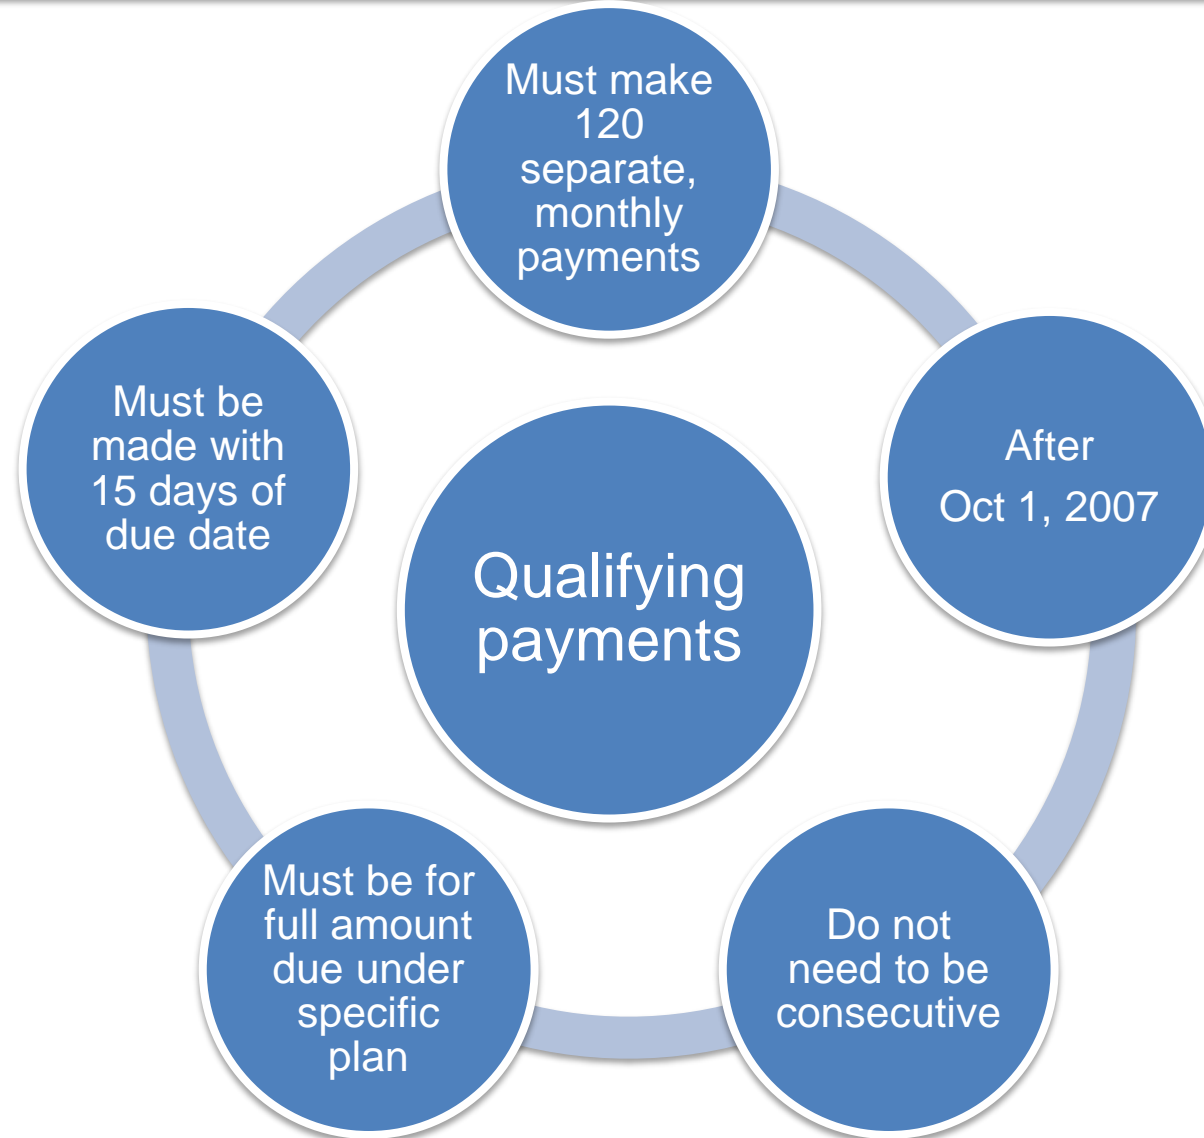 Must make
120
separate,
monthly
payments
After
Oct 1, 2007
Do not
need to be
consecutive
Must be for
full amount
due under
specific
plan
Must be
made with
15 days of
due date
Qualifying
payments